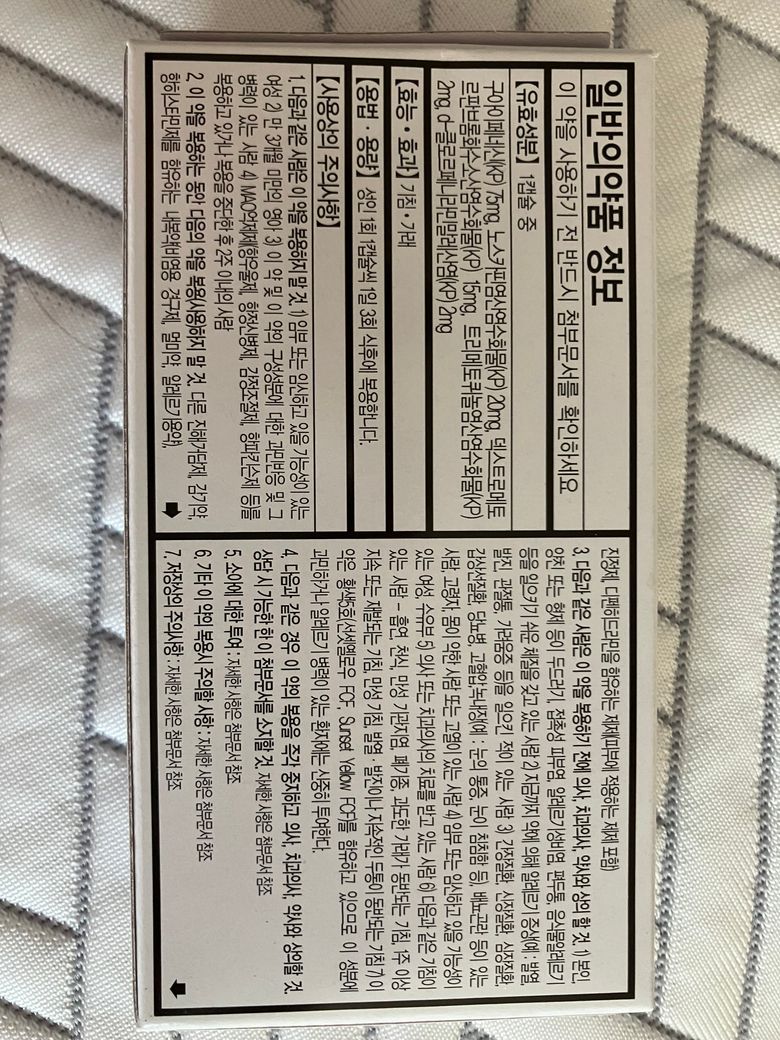 일반의약품 정보
이 약을 사용하기 전 반드시 첨부문서를 확인하세요
【유효성분】 1캡슐 중
구아이페네신(KP) 75mg, 노스카핀염산염수화물(KP) 20mg, 덱스트로메토
르판브롬화수소산염수화물(KP) 15mg, 트리메토퀴놀염산염수화물(KP)
2mg, d-클로르페니라민말레산염(KP) 2mg
【효능·효과】 기침·가래
【용법·용량】 성인 1회 1캡슐씩 1일 3회 식후에 복용합니다.
【사용상의 주의사항】
1. 다음과 같은 사람은 이 약을 복용하지 말 것. 1) 임부 또는 임신하고 있을 가능성이 있는
여성 2) 만 3개월 미만의 영아 3) 이 약 및 이 약의 구성성분에 대한 과민반응 및 그
병력이 있는 사람 4) MAO억제제(항우울제, 항정신병제, 감정조절제, 항파킨슨제 등)를
복용하고 있거나 복용을 중단한 후 2주 이내의 사람
2. 이 약을 복용하는 동안 다음의 약을 복용(사용)하지 말 것. 다른 진해거담제, 감기약,
항히스타민제를 함유하는 내복약(비염용 경구제, 멀미약, 알레르기용약),
진정제, 디펜히드라민을 함유하는 제제(피부에 적용하는 제제 포함)
3. 다음과 같은 사람은 이 약을 복용하기 전에 의사, 치과의사, 약사와 상의할 것. 1) 본인,
양친 또는 형제 등이 두드러기, 접촉성 피부염, 알레르기성비염, 편두통, 음식물알레르기
등을 일으키기 쉬운 체질을 갖고 있는 사람 2) 지금까지 약에 의해 알레르기 증상(예 : 발열,
발진, 관절통, 가려움증 등)을 일으킨 적이 있는 사람 3) 간장질환, 신장질환, 심장질환,
갑상선질환, 당뇨병, 고혈압, 녹내장(예 : 눈의 통증, 눈이 침침함 등), 배뇨곤란 등이 있는
사람, 고령자, 몸이 약한 사람 또는 고열이 있는 사람 4) 임부 또는 임신하고 있을 가능성이
있는 여성, 수유부 5) 의사 또는 치과의사의 치료를 받고 있는 사람 6) 다음과 같은 기침이
있는 사람 - 흡연, 천식, 만성 기관지염, 폐기종, 과도한 가래가 동반되는 기침, 1주 이상
지속 또는 재발되는 기침, 만성 기침, 발열·발진이나 지속적인 두통이 동반되는 기침 7) 이
약은 황색5호(선셋옐로우 FCF, Sunset Yellow FCF)를 함유하고 있으므로 이 성분에
과민하거나 알레르기 병력이 있는 환자에는 신중히 투여한다.
4. 다음과 같은 경우 이 약의 복용을 즉각 중지하고 의사, 치과의사, 약사와 상의할 것.
상담 시 가능한 한 이 첨부문서를 소지할 것. 자세한 사항은 첨부문서 참조
5. 소아에 대한 투여 : 자세한 사항은 첨부문서 참조
6. 기타 이 약의 복용시 주의할 사항 : 자세한 사항은 첨부문서 참조
7. 저장상의 주의사항 : 자세한 사항은 첨부문서 참조